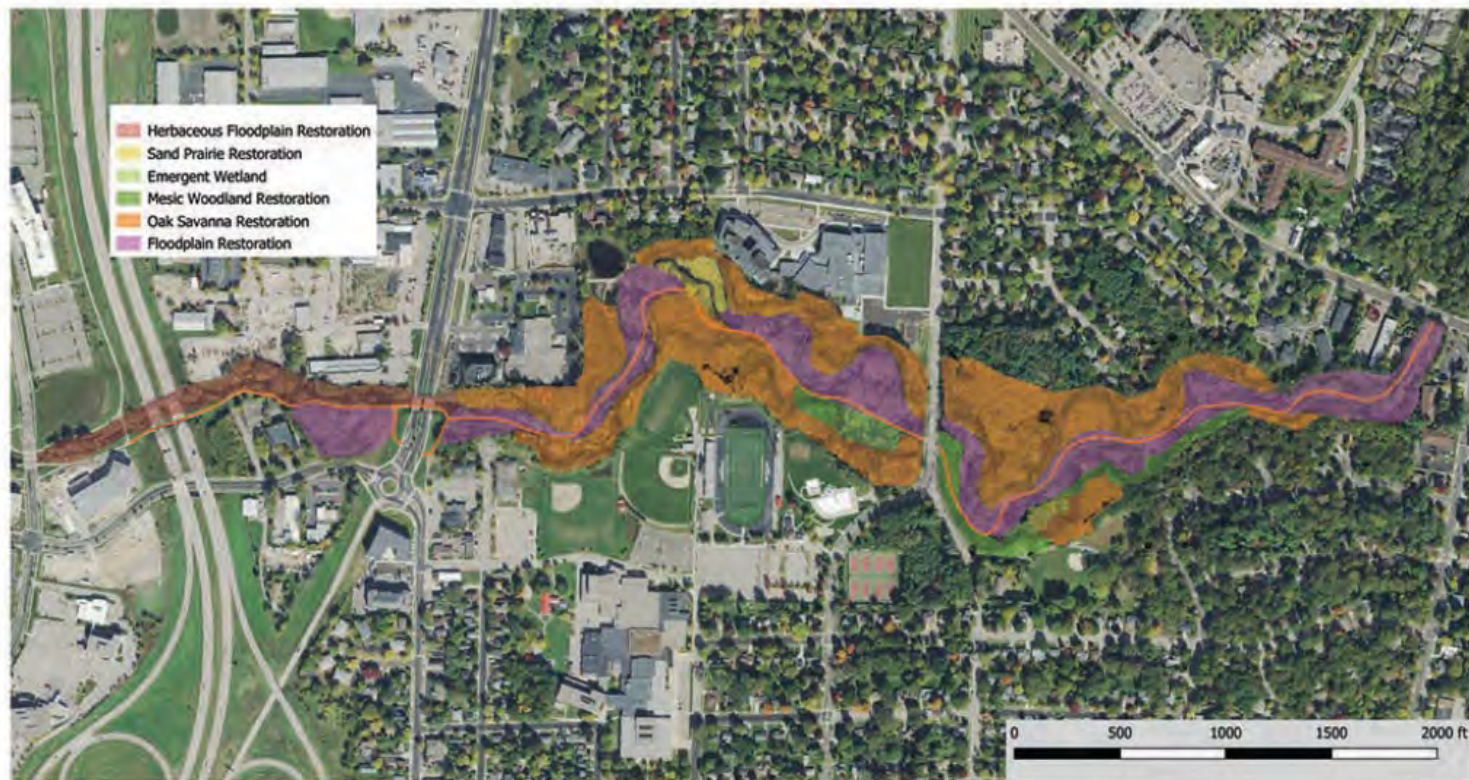 Herbaceous Floodplain Restoration
Sand Prairie Restoration
Emergent Wetland
Mesic Woodland Restoration
Oak Savanna Restoration
Floodplain Restoration
0 500 1000 1500 2000 ft